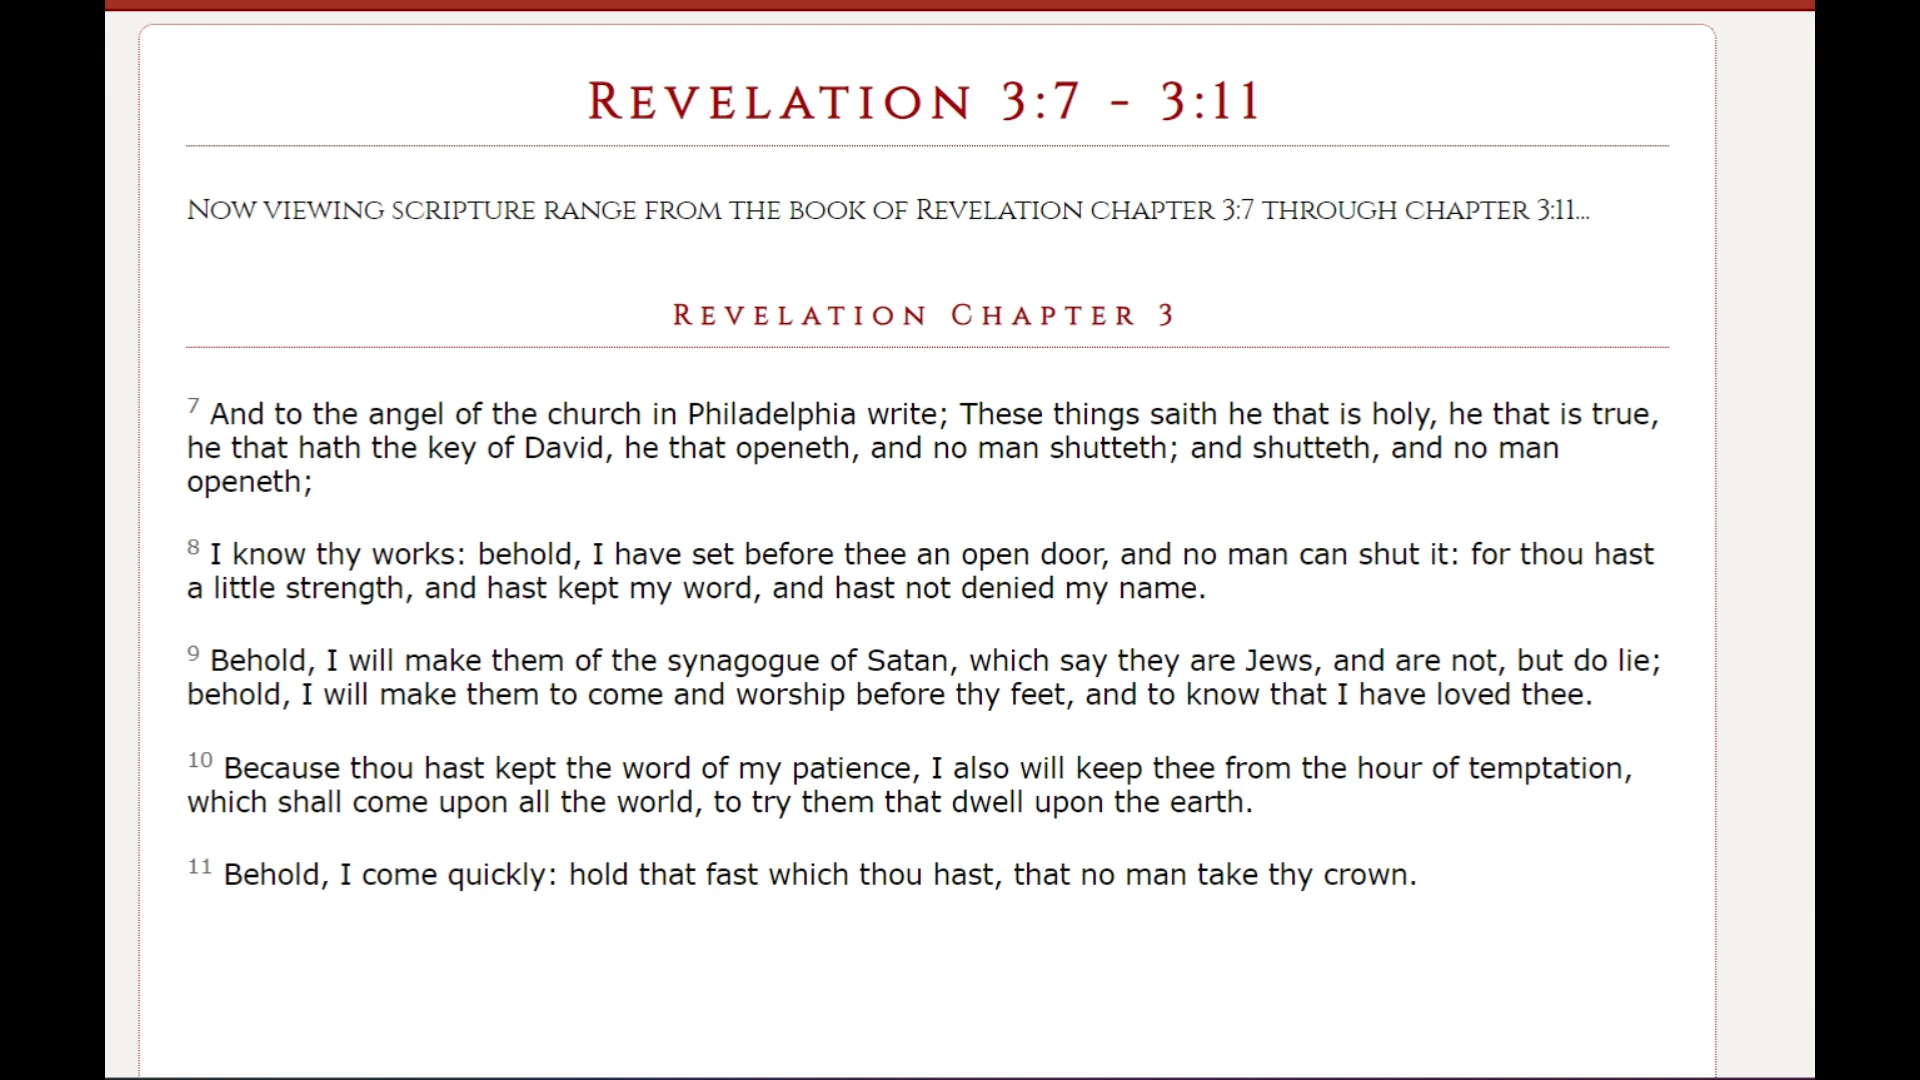 Revelation 3:7 - 3:11
Now viewing scripture range from the book of Revelation chapter 3:7 through chapter 3:11...
Revelation Chapter 3
7 And to the angel of the church in Philadelphia write; These things saith he that is holy, he that is true,
he that hath the key of David, he that openeth, and no man shutteth; and shutteth, and no man
openeth;
8 I know thy works: behold, I have set before thee an open door, and no man can shut it: for thou hast
a little strength, and hast kept my word, and hast not denied my name.
9 Behold, I will make them of the synagogue of Satan, which say they are Jews, and are not, but do lie;
behold, I will make them to come and worship before thy feet, and to know that I have loved thee.
10 Because thou hast kept the word of my patience, I also will keep thee from the hour of temptation,
which shall come upon all the world, to try them that dwell upon the earth.
11 Behold, I come quickly: hold that fast which thou hast, that no man take thy crown.